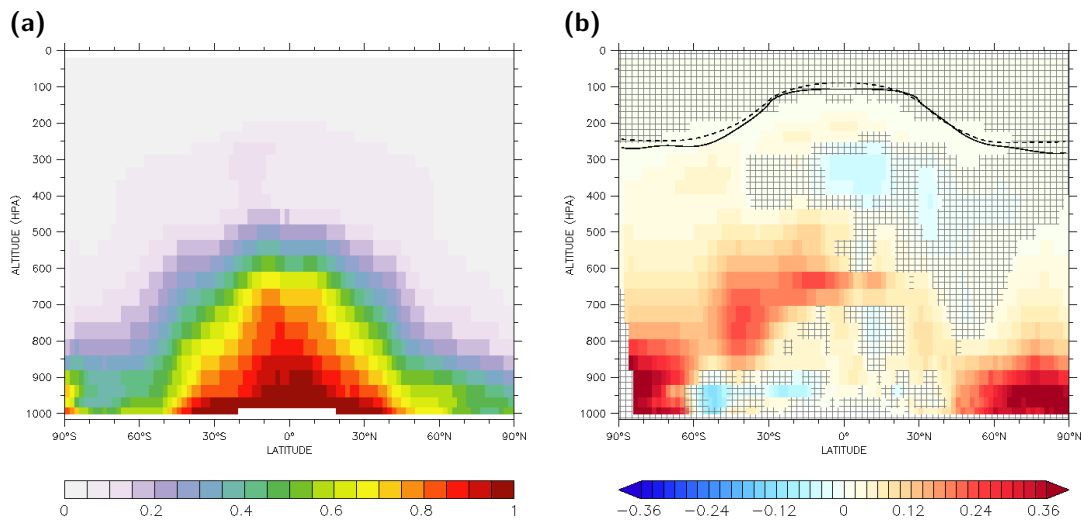 (a) (b)
0 0
100 100
200 200
300 300
400 400
500 500
600 600
700 700
800 800
900 900
1000 1000
ALTITUDE (HPA) ALTITUDE (HPA)
90°S 60°S 30°S 0° 30°N 60°N 90°N 90°S 60°S 30°S 0° 30°N 60°N 90°N
LATITUDE LATITUDE
0 0.2 0.4 0.6 0.8 1 −0.36 −0.24 −0.12 0 0.12 0.24 0.36